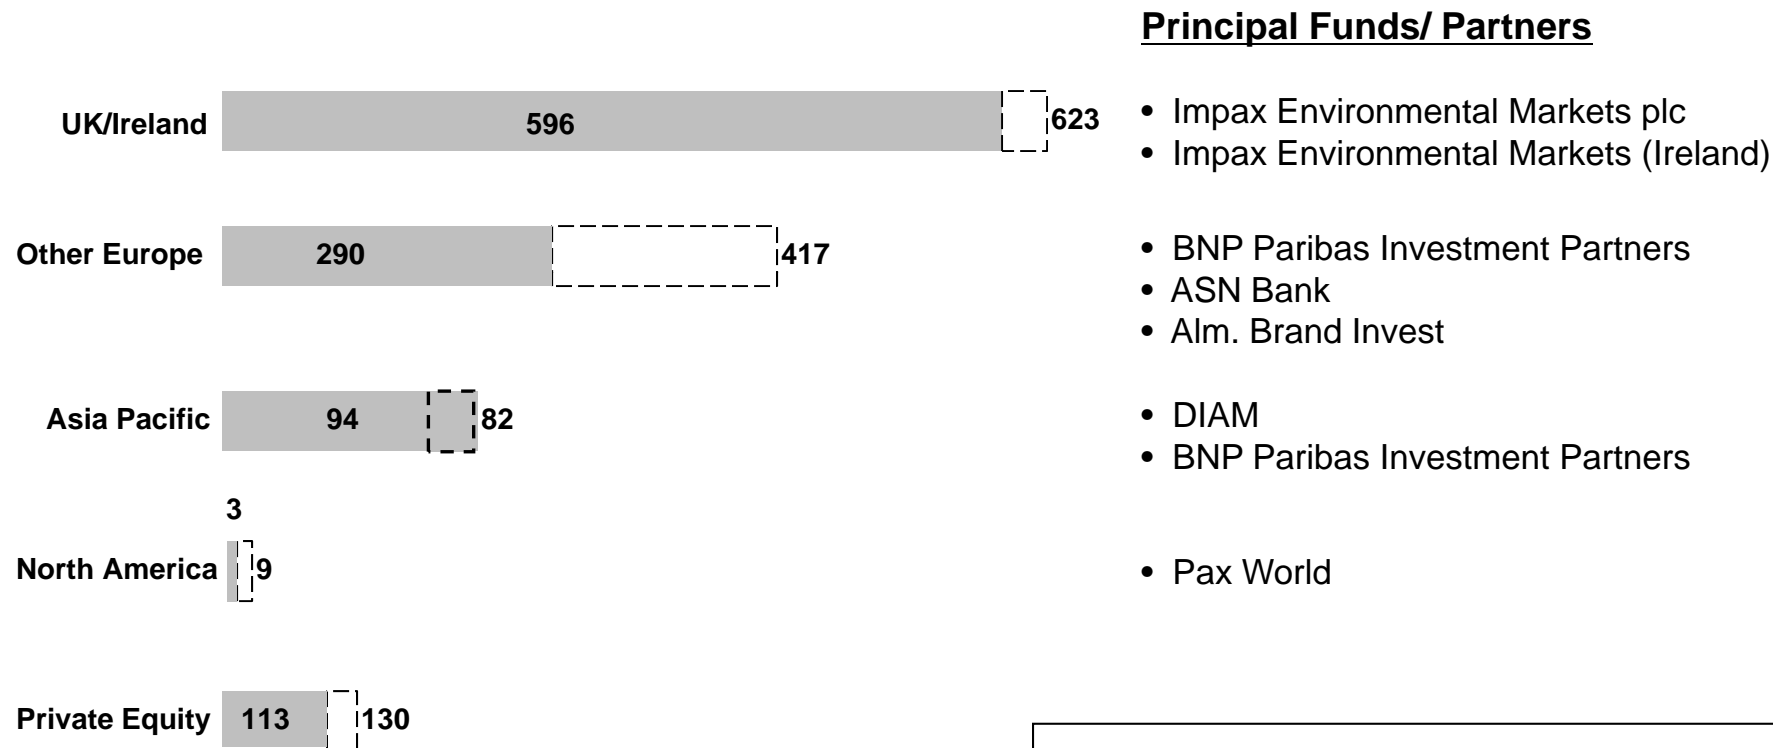 Principal Funds/ Partners
UK/Ireland 596 623
• Impax Environmental Markets plc
• Impax Environmental Markets (Ireland)
Other Europe 290 417
• BNP Paribas Investment Partners
• ASN Bank
• Alm. Brand Invest
Asia Pacific 94 82
• DIAM
• BNP Paribas Investment Partners
3
North America 9
• Pax World
Private Equity 113 130